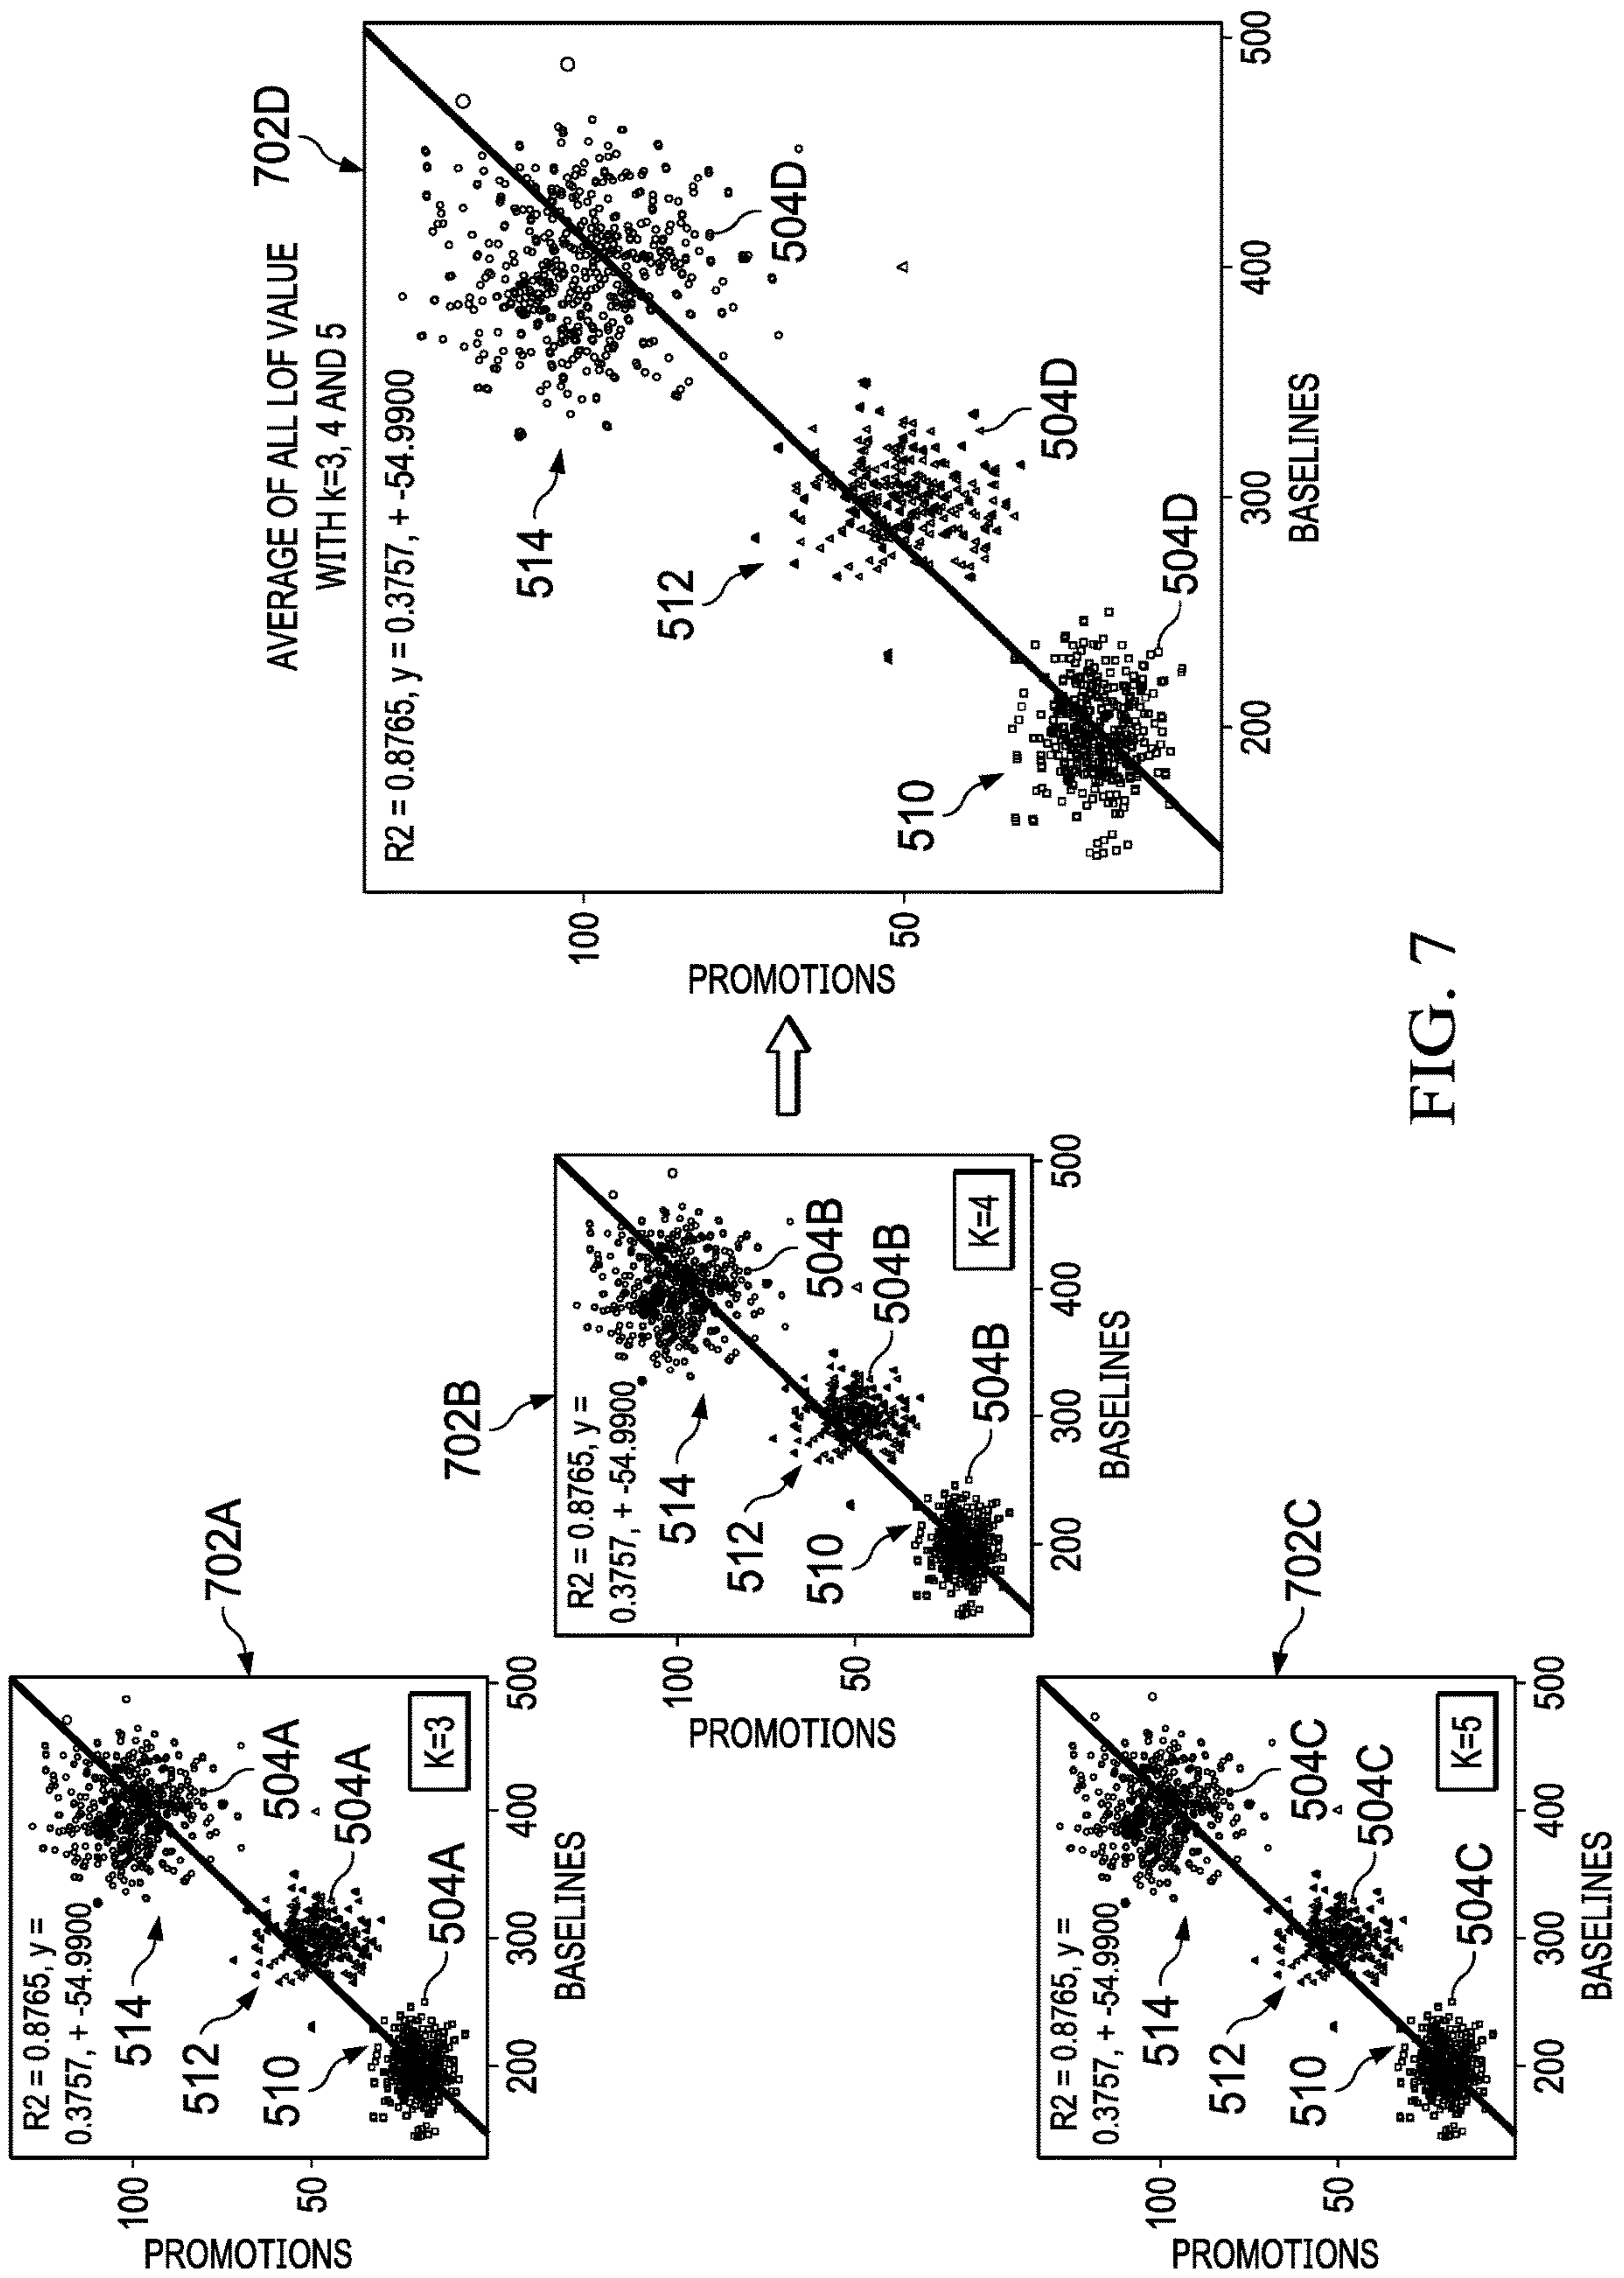 702A
R2 = 0.8765, y =
0.3757, + -54.9900
514
512
510
504A
504A
504A
K=3
100
50
PROMOTIONS
200
300
400
500
BASELINES
702B
R2 = 0.8765, y =
0.3757, + -54.9900
514
512
510
504B
504B
504B
K=4
100
50
PROMOTIONS
200
300
400
500
BASELINES
702C
R2 = 0.8765, y =
0.3757, + -54.9900
514
512
510
504C
504C
504C
K=5
100
50
PROMOTIONS
200
300
400
500
BASELINES
AVERAGE OF ALL LOF VALUE
WITH k=3, 4 AND 5
702D
R2 = 0.8765, y = 0.3757, + -54.9900
514
512
510
504D
504D
504D
100
50
PROMOTIONS
200
300
400
500
BASELINES
FIG. 7